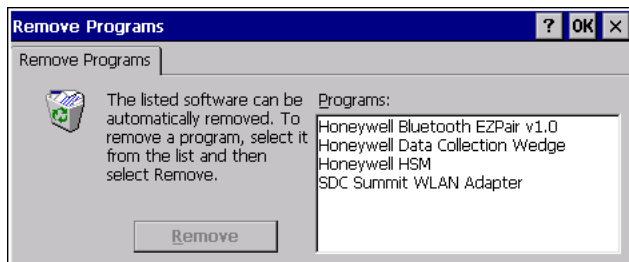 Remove Programs ? OK ×
Remove Programs
The listed software can be
automatically removed. To
remove a program, select it
from the list and then
select Remove.
Remove
Programs:
Honeywell Bluetooth EZPair v1.0
Honeywell Data Collection Wedge
Honeywell HSM
SDC Summit WLAN Adapter